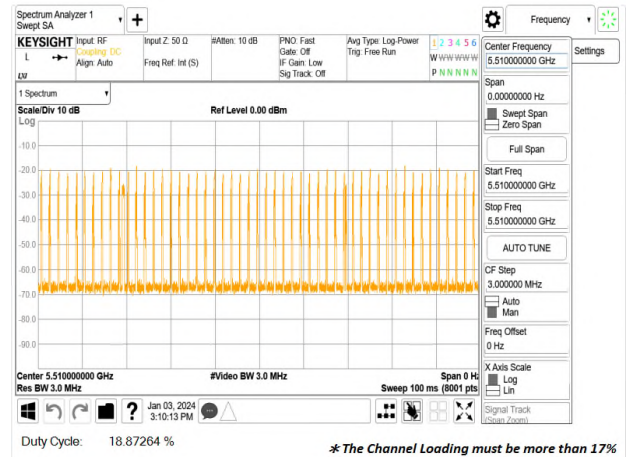 Spectrum Analyzer 1
Swept SA
Frequency
KEYSIGHT
Input: RF
Coupling: DC
Align: Auto
Input Z: 50 Ω
Freq Ref: Int (S)
#Atten: 10 dB
PNO: Fast
Gate: Off
IF Gain: Low
Sig Track: Off
Avg Type: Log-Power
Trig: Free Run
1 2 3 4 5 6
W W W W W W
P N N N N N
L
LXI
1 Spectrum
Scale/Div 10 dB
Ref Level 0.00 dBm
Log
-10.0
-20.0
-30.0
-40.0
-50.0
-60.0
-70.0
-80.0
-90.0
Center 5.510000000 GHz
#Video BW 3.0 MHz
Span 0 Hz
Res BW 3.0 MHz
Sweep 100 ms (8001 pts
Center Frequency
5.510000000 GHz
Settings
Span
0.00000000 Hz
Swept Span
Zero Span
Full Span
Start Freq
5.510000000 GHz
Stop Freq
5.510000000 GHz
AUTO TUNE
CF Step
3.000000 MHz
Auto
Man
Freq Offset
0 Hz
X Axis Scale
Log
Lin
Signal Track
(Span Zoom)
?
Jan 03, 2024
3:10:13 PM
Duty Cycle: 18.87264 %
* The Channel Loading must be more than 17%